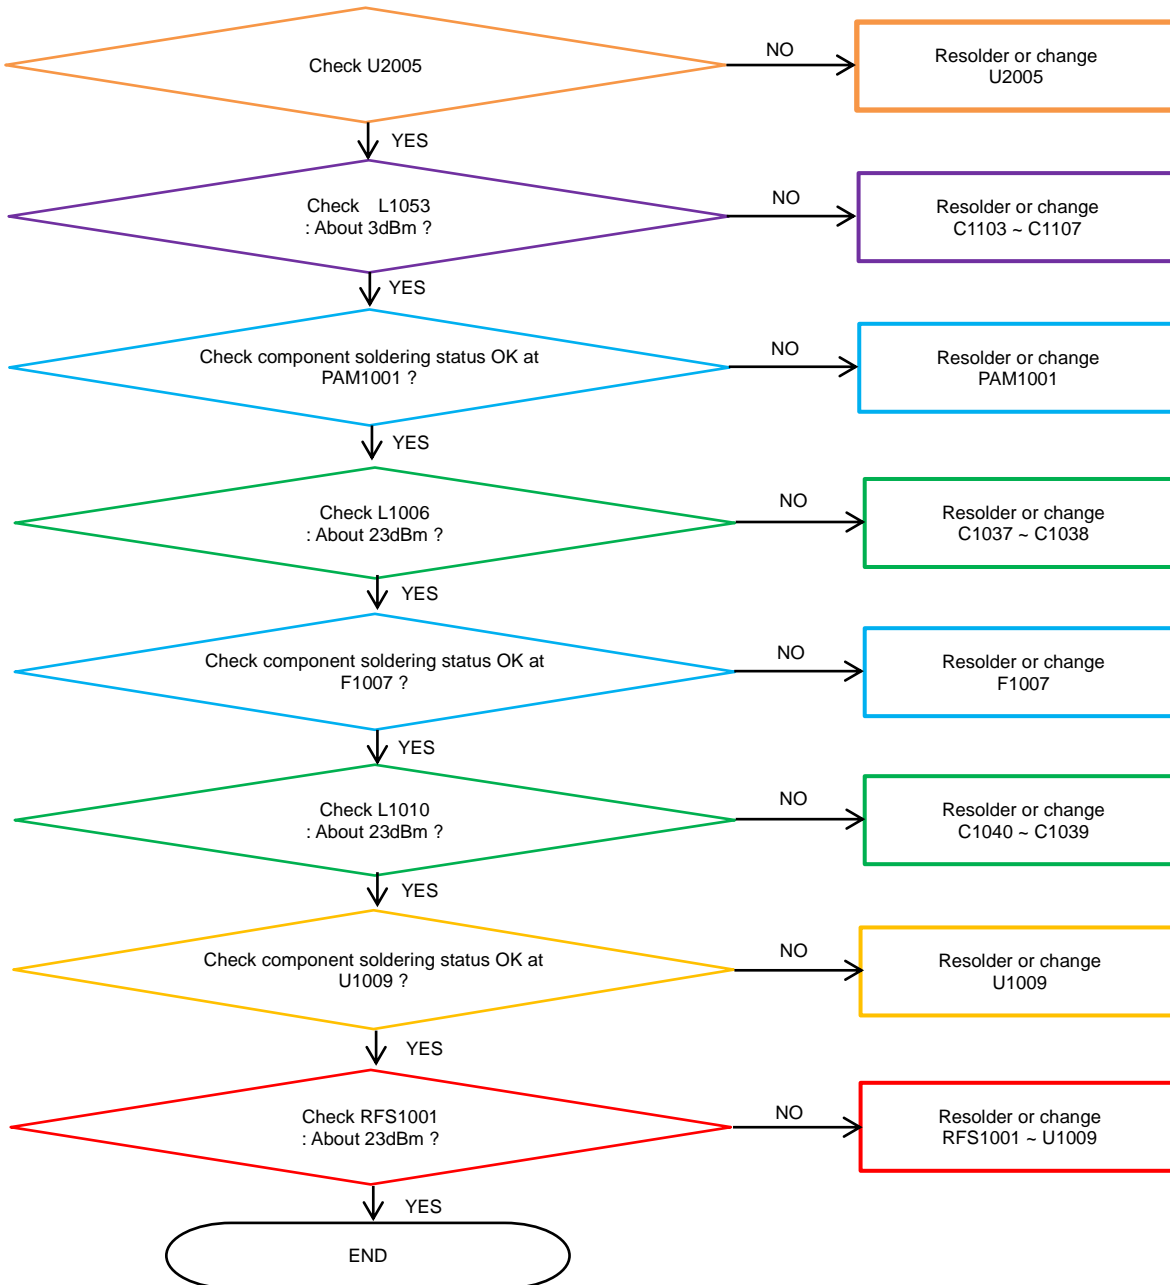 Check U2005
NO
Resolder or change
U2005
YES
Check L1053
: About 3dBm ?
NO
Resolder or change
C1103 ~ C1107
YES
Check component soldering status OK at
PAM1001 ?
NO
Resolder or change
PAM1001
YES
Check L1006
: About 23dBm ?
NO
Resolder or change
C1037 ~ C1038
YES
Check component soldering status OK at
F1007 ?
NO
Resolder or change
F1007
YES
Check L1010
: About 23dBm ?
NO
Resolder or change
C1040 ~ C1039
YES
Check component soldering status OK at
U1009 ?
NO
Resolder or change
U1009
YES
Check RFS1001
: About 23dBm ?
NO
Resolder or change
RFS1001 ~ U1009
YES
END